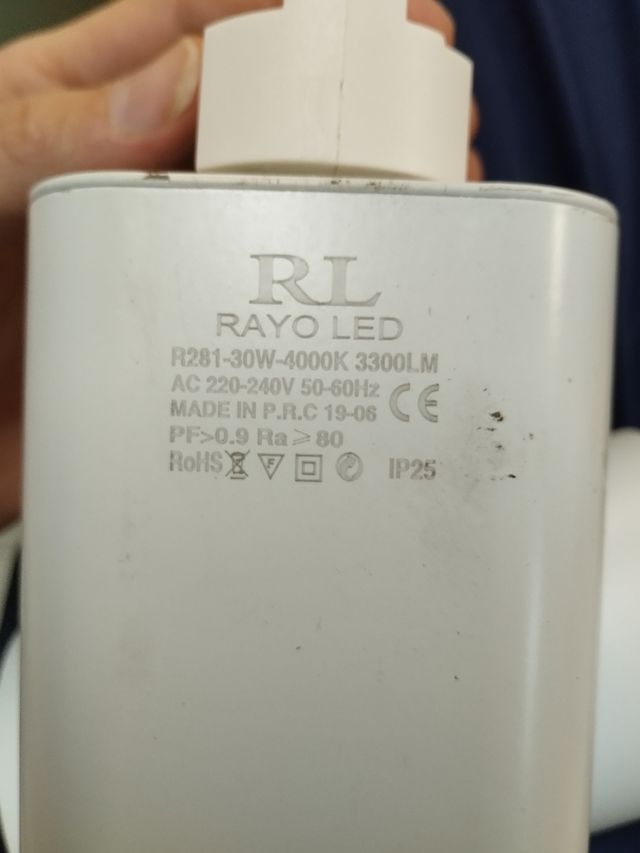 RL
RAYO LED
R281-30W-4000K 3300LM
AC 220-240V 50-60Hz CE
MADE IN P.R.C 19-06
PF>0.9 Ra⩾80
RoHS F IP25